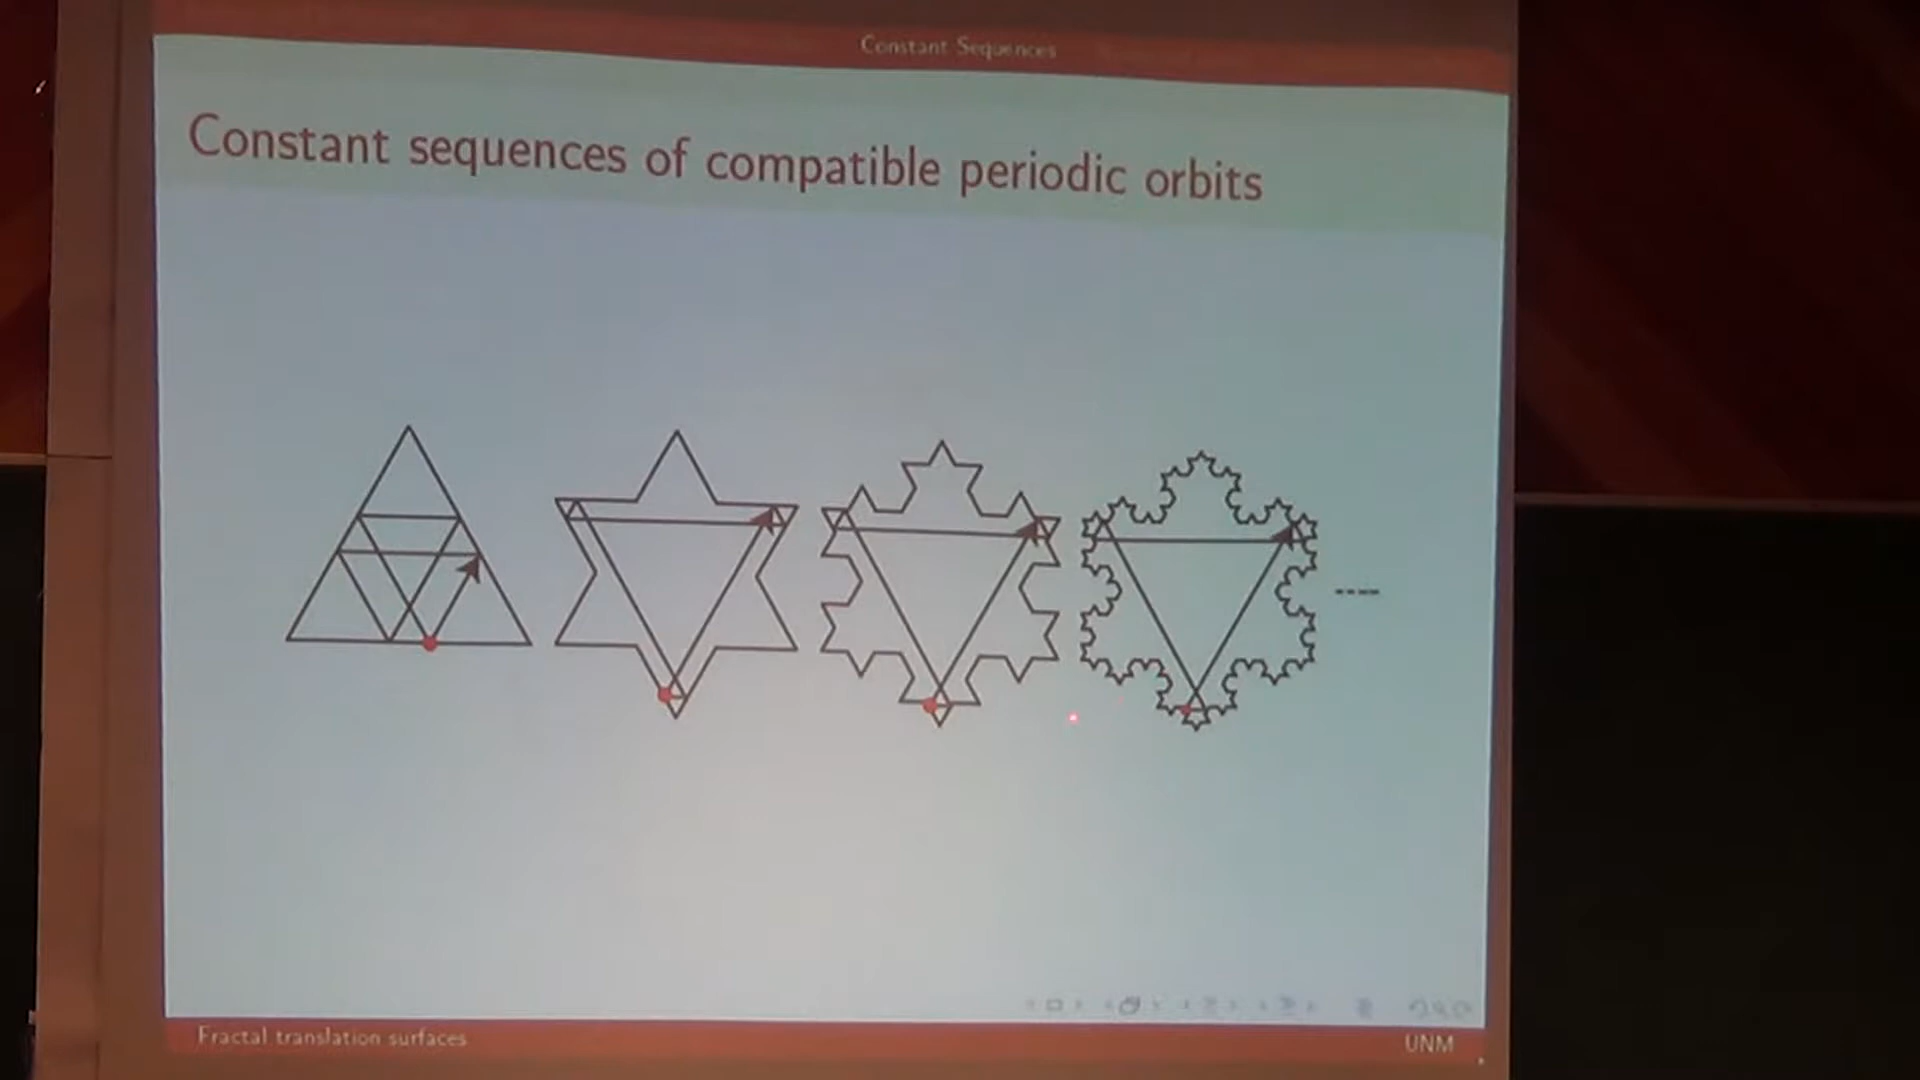 Constant Sequences
Constant sequences of compatible periodic orbits
Fractal translation surfaces
UNM